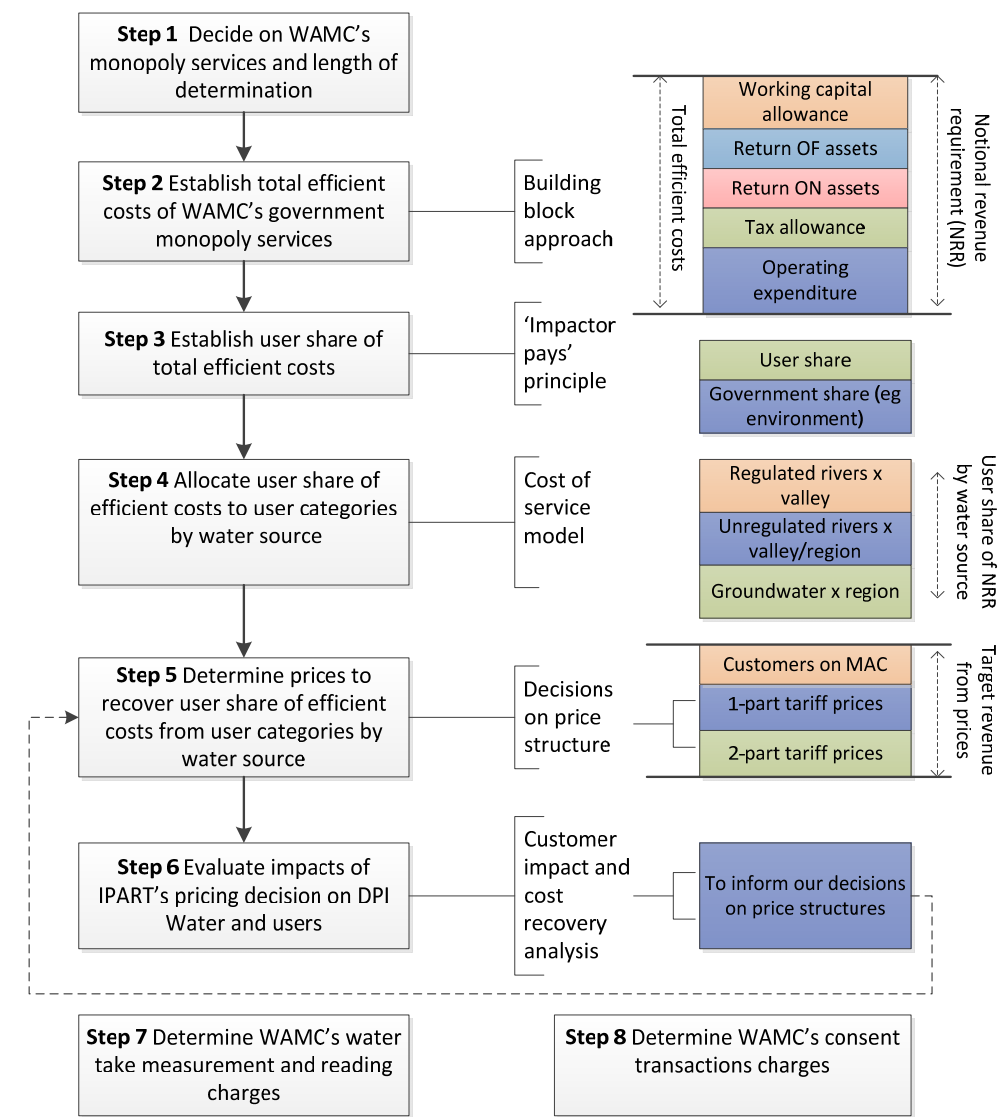 Step 1 Decide on WAMC's
monopoly services and length of
determination
Working capital
allowance
Return OF assets
Return ON assets
Tax allowance
Operating
expenditure
Total efficient costs
Notional revenue
requirement (NRR)
Step 2 Establish total efficient
costs of WAMC's government
monopoly services
Building
block
approach
Step 3 Establish user share of
total efficient costs
‘Impactor
pays’
principle
User share
Government share (eg
environment)
Step 4 Allocate user share of
efficient costs to user categories
by water source
Cost of
service
model
Regulated rivers x
valley
Unregulated rivers x
valley/region
Groundwater x region
User share of NRR
by water source
Step 5 Determine prices to
recover user share of efficient
costs from user categories by
water source
Decisions
on price
structure
Customers on MAC
1-part tariff prices
2-part tariff prices
Target revenue
from prices
Step 6 Evaluate impacts of
IPART's pricing decision on DPI
Water and users
Customer
impact and
cost
recovery
analysis
To inform our decisions
on price structures
Step 7 Determine WAMC's water
take measurement and reading
charges
Step 8 Determine WAMC's consent
transactions charges